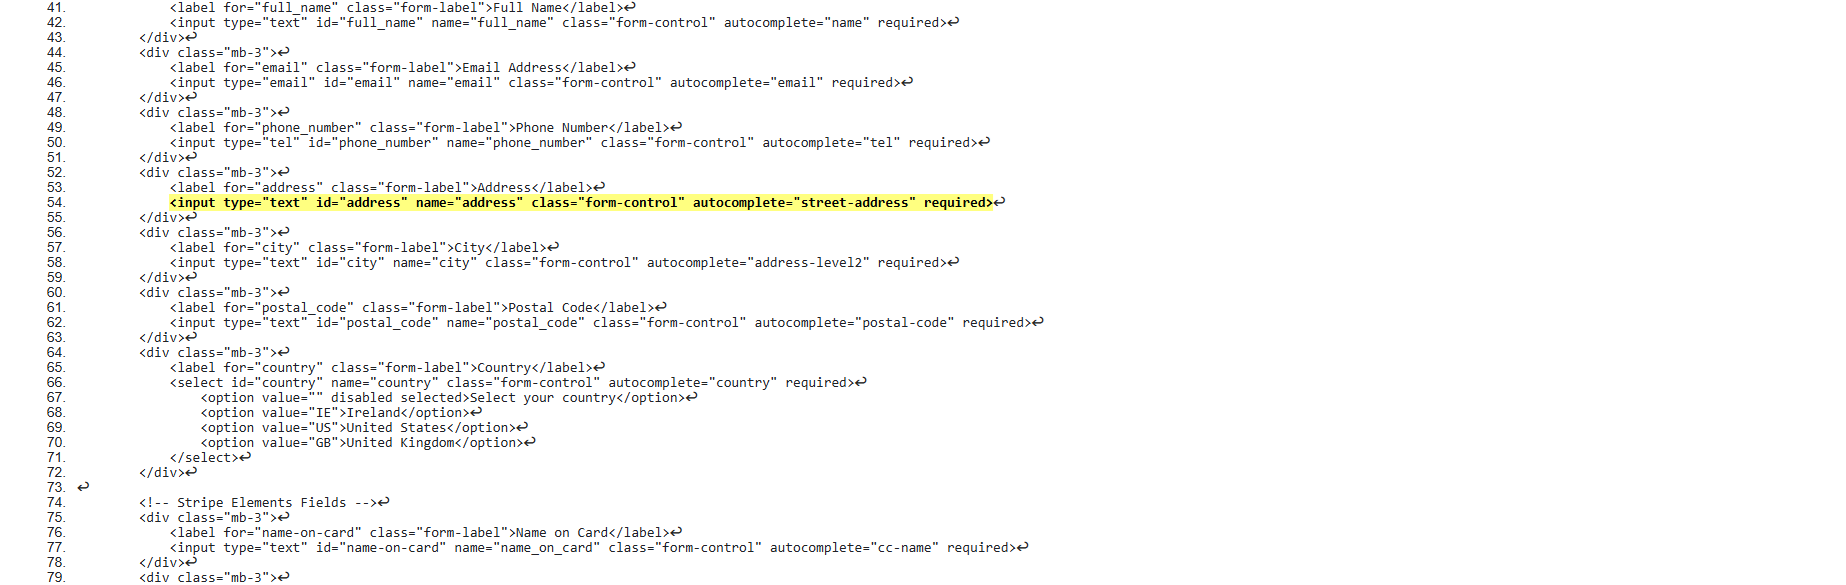 41. <label for="full_name" class="form-label">Full Name</label>↩
42. <input type="text" id="full_name" name="full_name" class="form-control" autocomplete="name" required>↩
43. </div>↩
44. <div class="mb-3">↩
45. <label for="email" class="form-label">Email Address</label>↩
46. <input type="email" id="email" name="email" class="form-control" autocomplete="email" required>↩
47. </div>↩
48. <div class="mb-3">↩
49. <label for="phone_number" class="form-label">Phone Number</label>↩
50. <input type="tel" id="phone_number" name="phone_number" class="form-control" autocomplete="tel" required>↩
51. </div>↩
52. <div class="mb-3">↩
53. <label for="address" class="form-label">Address</label>↩
54. <input type="text" id="address" name="address" class="form-control" autocomplete="street-address" required>↩
55. </div>↩
56. <div class="mb-3">↩
57. <label for="city" class="form-label">City</label>↩
58. <input type="text" id="city" name="city" class="form-control" autocomplete="address-level2" required>↩
59. </div>↩
60. <div class="mb-3">↩
61. <label for="postal_code" class="form-label">Postal Code</label>↩
62. <input type="text" id="postal_code" name="postal_code" class="form-control" autocomplete="postal-code" required>↩
63. </div>↩
64. <div class="mb-3">↩
65. <label for="country" class="form-label">Country</label>↩
66. <select id="country" name="country" class="form-control" autocomplete="country" required>↩
67. <option value="" disabled selected>Select your country</option>↩
68. <option value="IE">Ireland</option>↩
69. <option value="US">United States</option>↩
70. <option value="GB">United Kingdom</option>↩
71. </select>↩
72. </div>↩
73. ↩
74. <!-- Stripe Elements Fields -->↩
75. <div class="mb-3">↩
76. <label for="name-on-card" class="form-label">Name on Card</label>↩
77. <input type="text" id="name-on-card" name="name_on_card" class="form-control" autocomplete="cc-name" required>↩
78. </div>↩
79. <div class="mb-3">↩